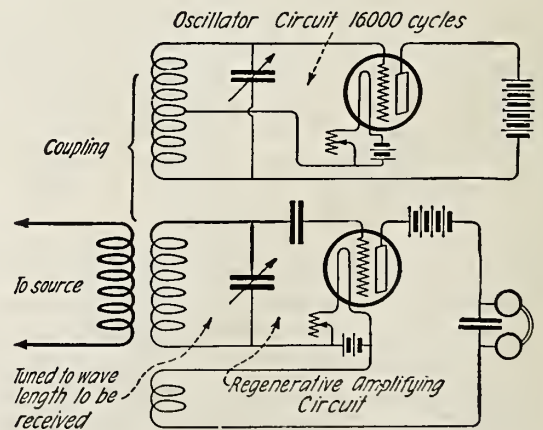 Oscillator Circuit 16000 cycles
Coupling
To source
Tuned to wave
length to be
received
Regenerative Amplifying
Circuit